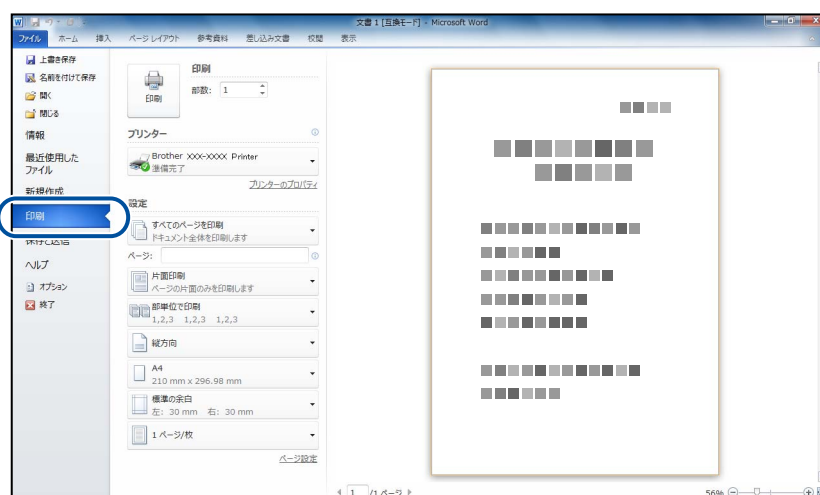 文書 1 [互換モード] - Microsoft Word
ファイル ホーム 挿入 ページ レイアウト 参考資料 差し込み文書 校閲 表示
上書き保存
名前を付けて保存
開く
閉じる
情報
最近使用した
ファイル
新規作成
印刷
保存と送信
ヘルプ
オプション
終了
印刷
印刷
部数: 1
プリンター
Brother XXX-XXXX Printer
準備完了
プリンターのプロパティ
設定
すべてのページを印刷
ドキュメント全体を印刷します
ページ:
片面印刷
ページの片面のみを印刷します
部単位で印刷
1,2,3 1,2,3 1,2,3
縦方向
A4
210 mm x 296.98 mm
標準の余白
左: 30 mm 右: 30 mm
1 ページ/枚
ページ設定
1 /1 ページ
56%